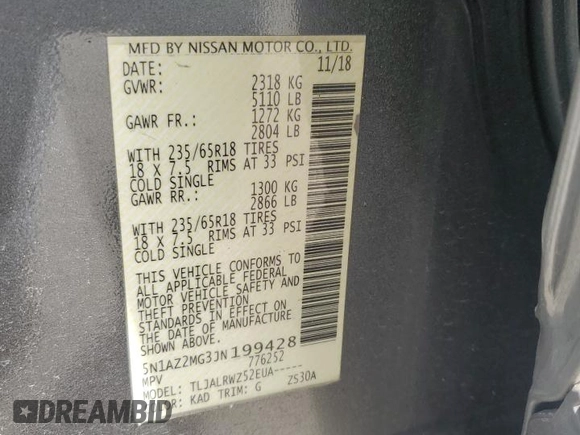 MFD BY NISSAN MOTOR CO., LTD.
DATE: 11/18
GVWR: 2318 KG
5110 LB
GAWR FR.: 1272 KG
2804 LB
WITH 235/65R18 TIRES
18 X 7.5 RIMS AT 33 PSI
COLD SINGLE
GAWR RR.: 1300 KG
2866 LB
WITH 235/65R18 TIRES
18 X 7.5 RIMS AT 33 PSI
COLD SINGLE
THIS VEHICLE CONFORMS TO
ALL APPLICABLE FEDERAL
MOTOR VEHICLE SAFETY AND
THEFT PREVENTION
STANDARDS IN EFFECT ON
THE DATE OF MANUFACTURE
SHOWN ABOVE.
5N1AZ2MG3JN199428
MPV 776252
MODEL: TLJALRWZ52EUA-----
KAD TRIM: G Z530A
AUTOBIDMASTER